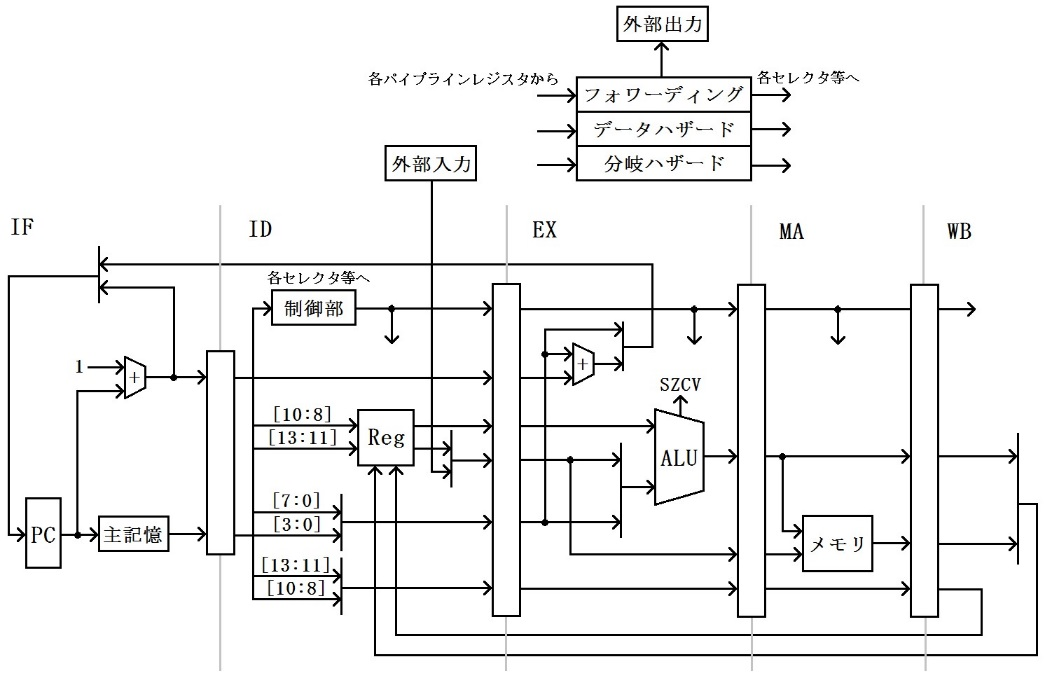 外部出力
各パイプラインレジスタから
各セレクタ等へ
フォワーディング
データハザード
分岐ハザード
外部入力
IF
ID
EX
MA
WB
各セレクタ等へ
制御部
1
+
+
SZCV
[10:8]
[13:11]
Reg
ALU
[7:0]
[3:0]
PC
主記憶
メモリ
[13:11]
[10:8]